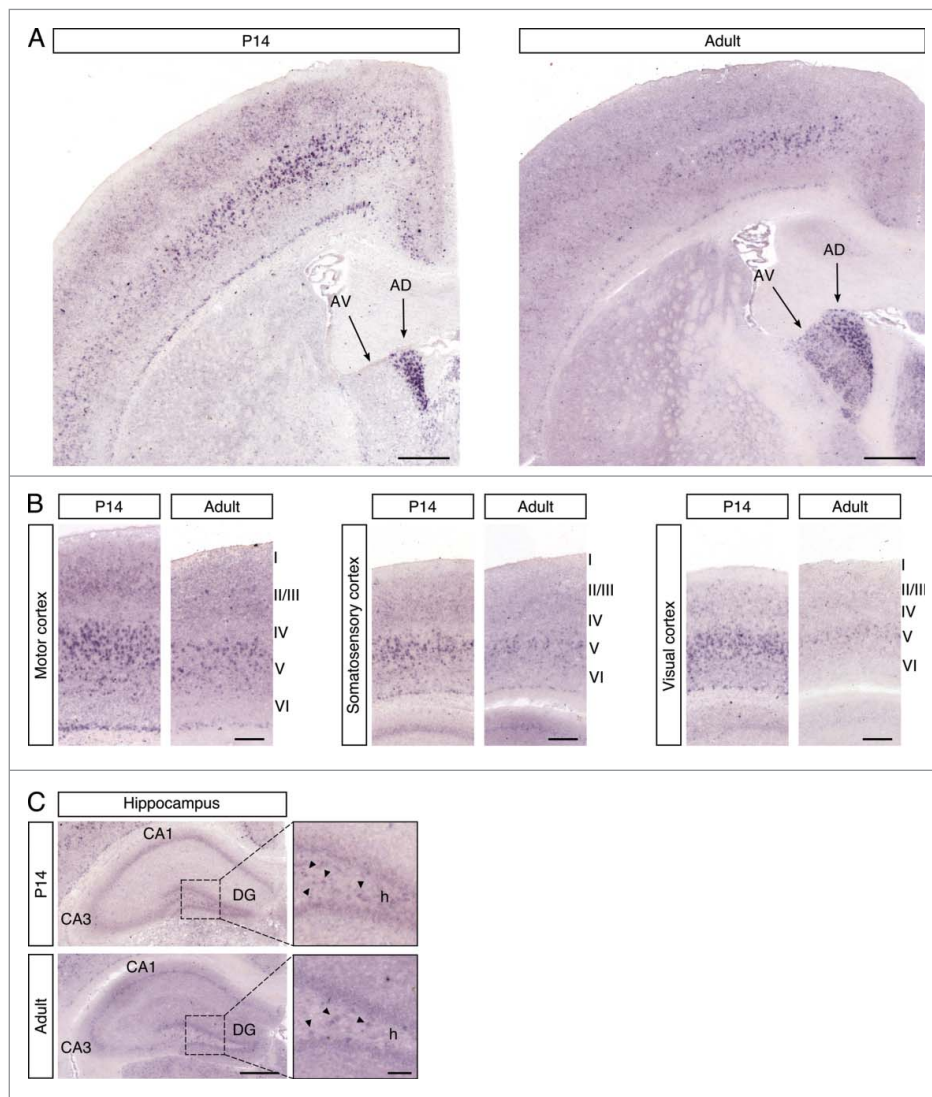 A
P14
Adult
AV
AD
AV
AD
B
P14
Adult
P14
Adult
P14
Adult
Motor cortex
I
II/III
IV
V
VI
Somatosensory cortex
I
II/III
IV
V
VI
Visual cortex
I
II/III
IV
V
VI
C
Hippocampus
P14
CA1
DG
CA3
h
Adult
CA1
DG
CA3
h